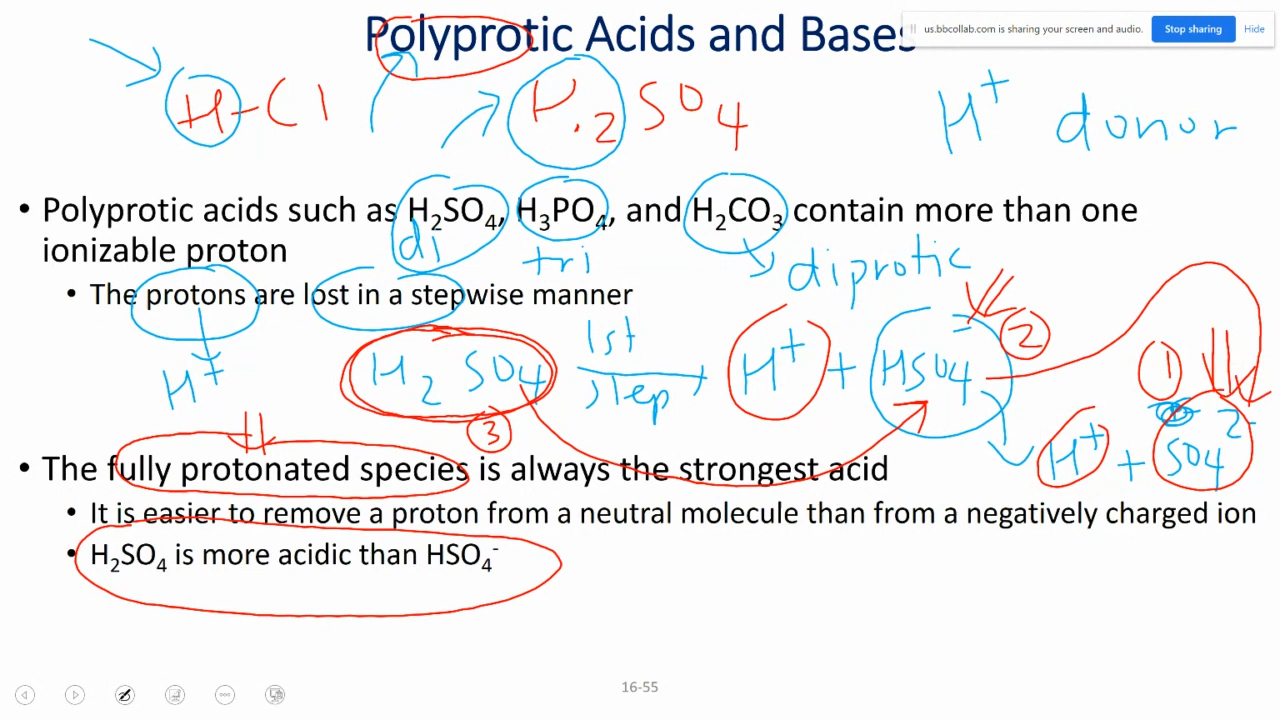 Polyprotic Acids and Bases
us.bbcollab.com is sharing your screen and audio. Stop sharing Hide
H-Cl H2SO4 H+ donor
• Polyprotic acids such as H₂SO₄, H₃PO₄, and H₂CO₃ contain more than one
ionizable proton
di tri diprotic
• The protons are lost in a stepwise manner
H+
H2SO4 1st step H+ + HSO4- 2 1
3
H+ + SO4 2-
• The fully protonated species is always the strongest acid
• It is easier to remove a proton from a neutral molecule than from a negatively charged ion
• H₂SO₄ is more acidic than HSO₄⁻
16-55